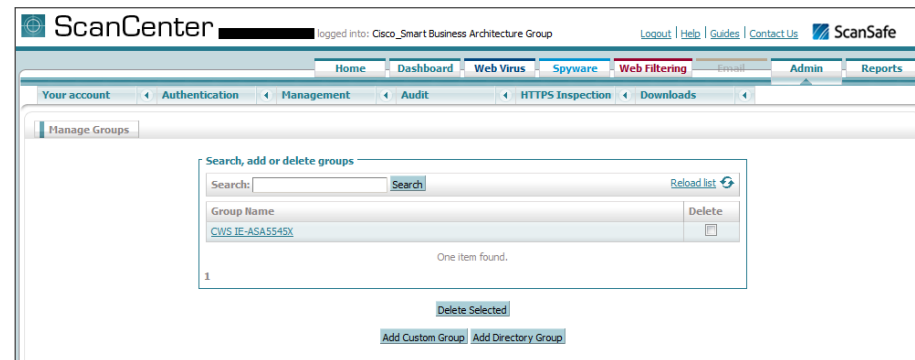 ScanCenter logged into: Cisco_Smart Business Architecture Group Logout | Help | Guides | Contact Us ScanSafe
Home Dashboard Web Virus Spyware Web Filtering Email Admin Reports
Your account Authentication Management Audit HTTPS Inspection Downloads
Manage Groups
Search, add or delete groups
Search: Search Reload list
Group Name Delete
CWS IE-ASA5545X
One item found.
1
Delete Selected
Add Custom Group Add Directory Group